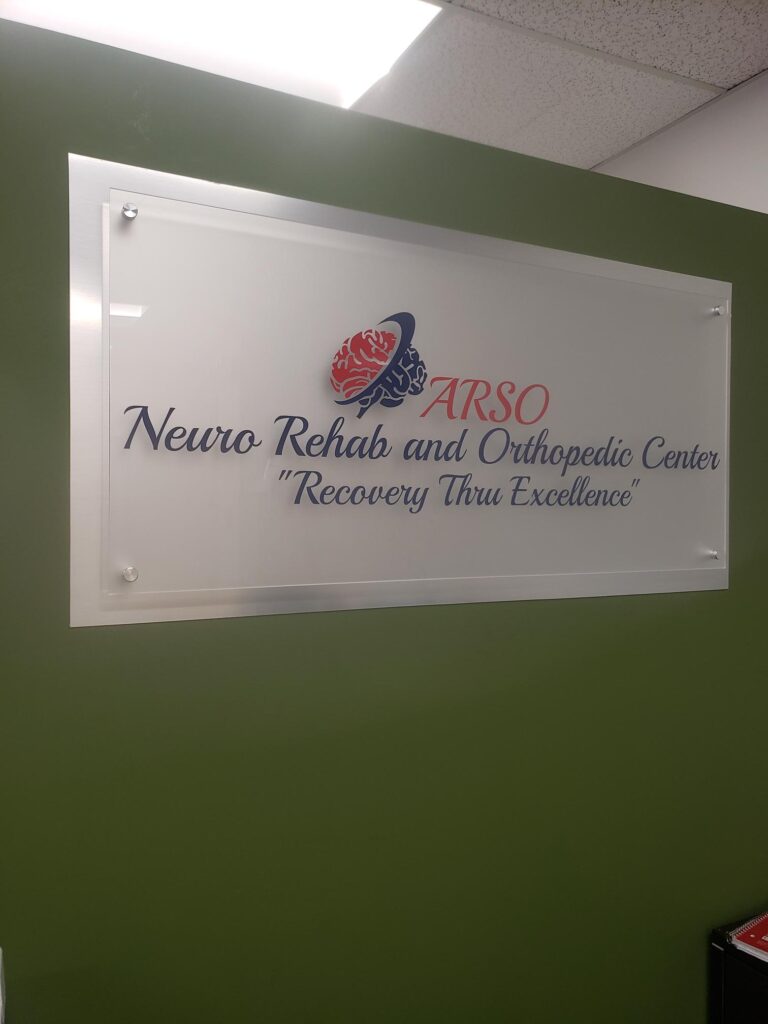 ARSO
Neuro Rehab and Orthopedic Center
"Recovery Thru Excellence"